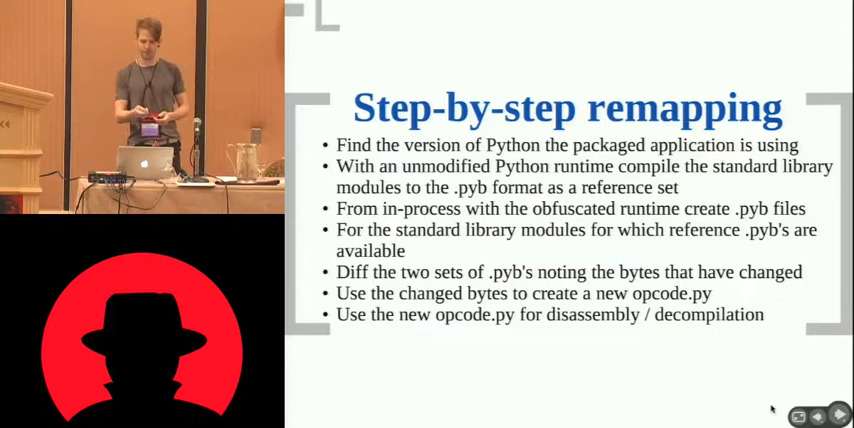 Step-by-step remapping
• Find the version of Python the packaged application is using
• With an unmodified Python runtime compile the standard library
modules to the .pyb format as a reference set
• From in-process with the obfuscated runtime create .pyb files
• For the standard library modules for which reference .pyb's are
available
• Diff the two sets of .pyb's noting the bytes that have changed
• Use the changed bytes to create a new opcode.py
• Use the new opcode.py for disassembly / decompilation